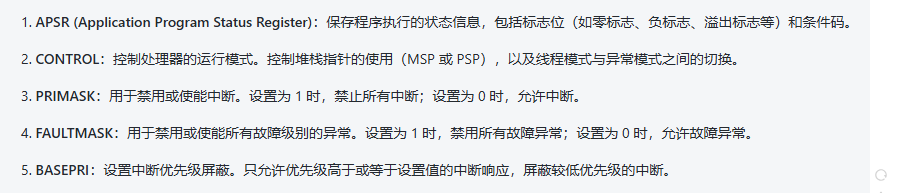 1. APSR (Application Program Status Register)：保存程序执行的状态信息，包括标志位（如零标志、负标志、溢出标志等）和条件码。
2. CONTROL：控制处理器的运行模式。控制堆栈指针的使用（MSP 或 PSP），以及线程模式与异常模式之间的切换。
3. PRIMASK：用于禁用或使能中断。设置为 1 时，禁止所有中断；设置为 0 时，允许中断。
4. FAULTMASK：用于禁用或使能所有故障级别的异常。设置为 1 时，禁用所有故障异常；设置为 0 时，允许故障异常。
5. BASEPRI：设置中断优先级屏蔽。只允许优先级高于或等于设置值的中断响应，屏蔽较低优先级的中断。